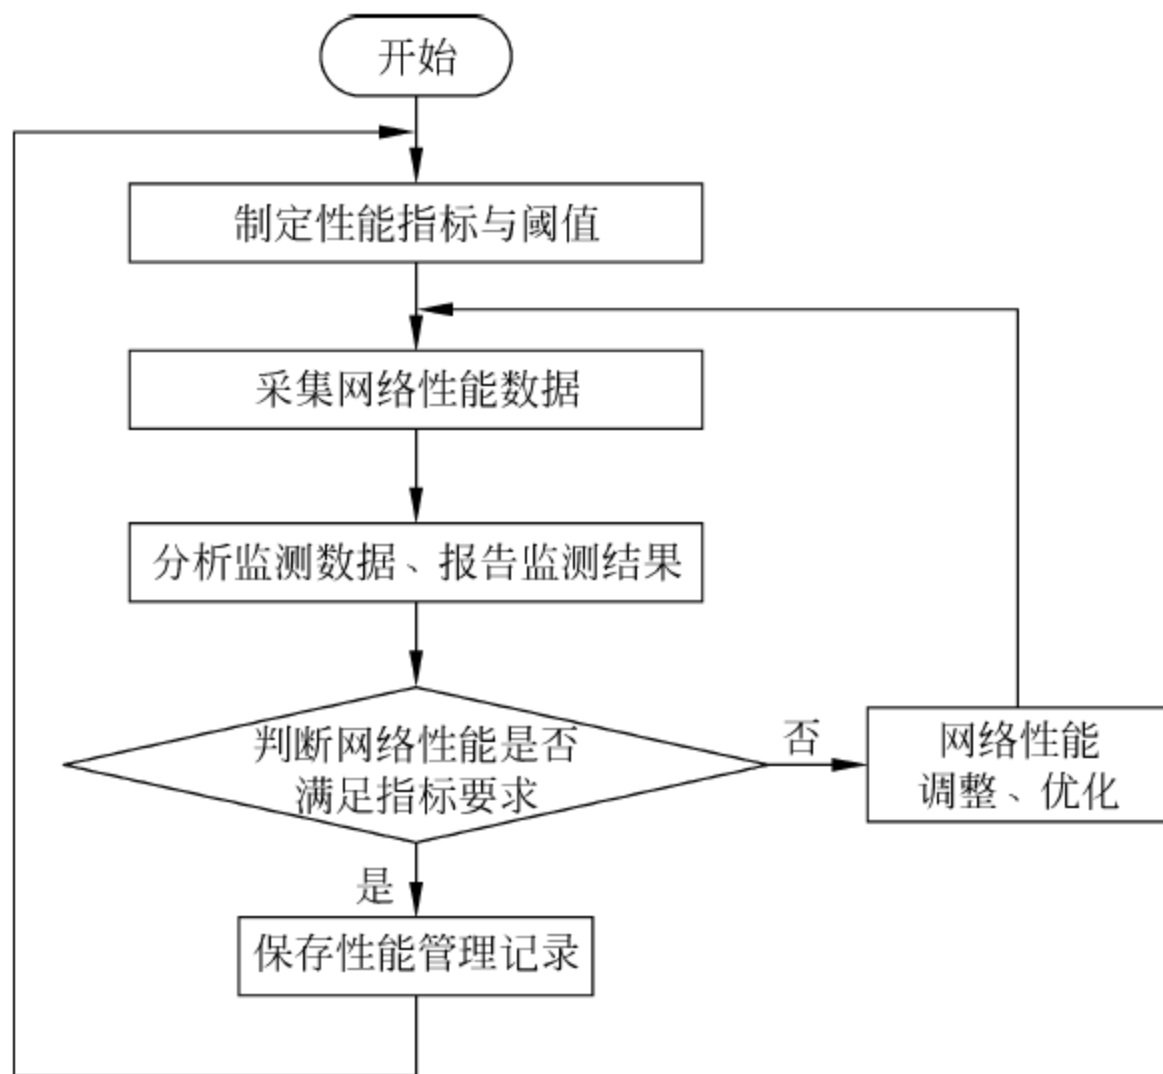 开始
制定性能指标与阈值
采集网络性能数据
分析监测数据、报告监测结果
判断网络性能是否
满足指标要求
否
网络性能
调整、优化
是
保存性能管理记录